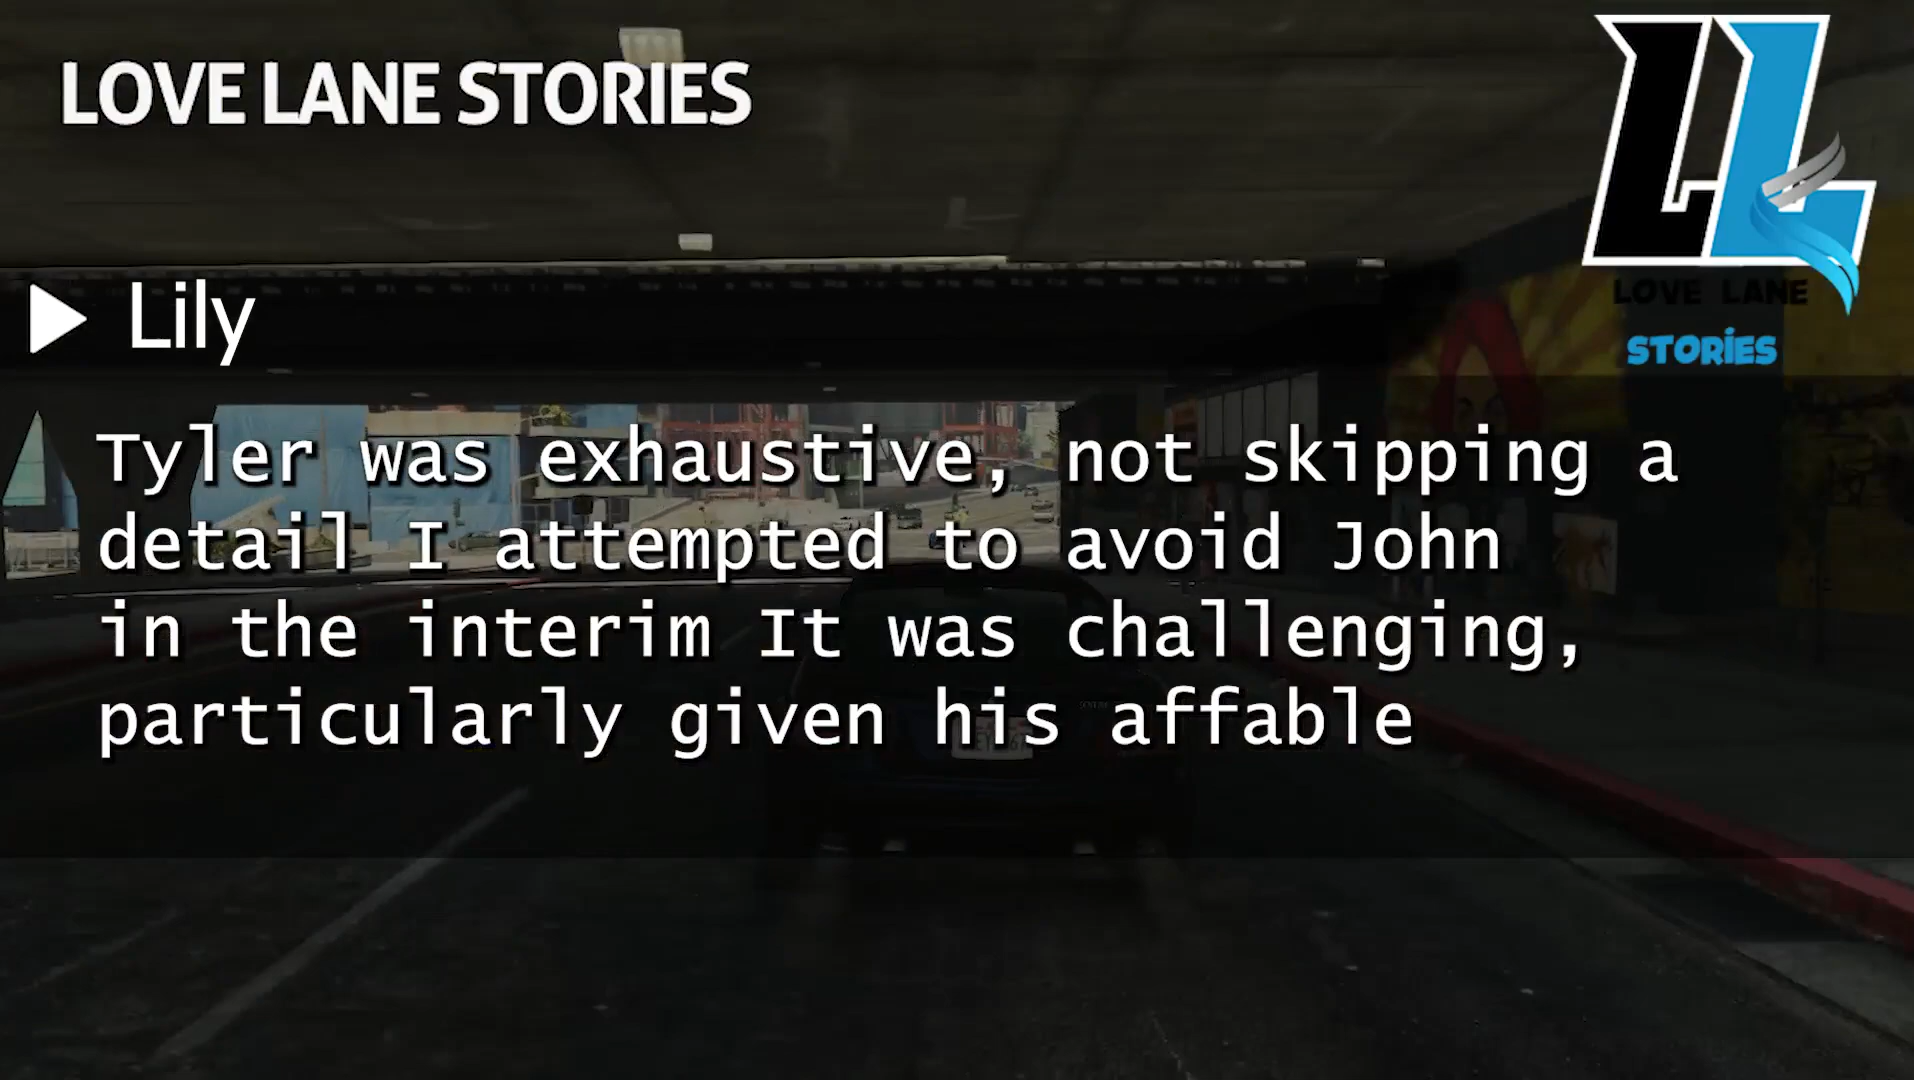 LOVE LANE STORIES
LOVE LANE
STORIES
Lily
Tyler was exhaustive, not skipping a
detail I attempted to avoid John
in the interim It was challenging,
particularly given his affable